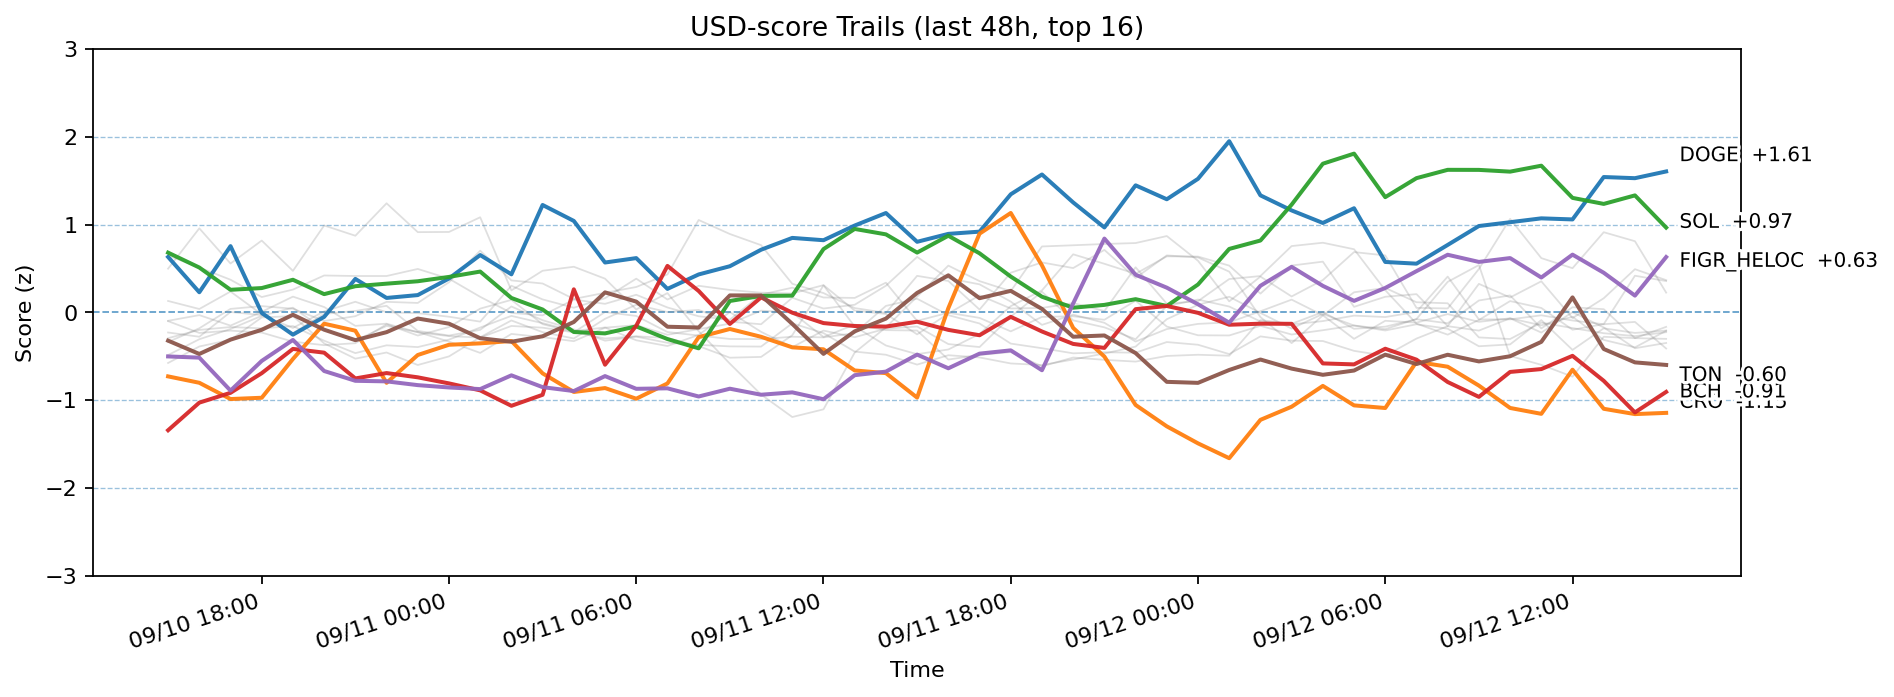 USD-score Trails (last 48h, top 16)
Score (z)
3
2
1
0
−1
−2
−3
DOGE +1.61
SOL +0.97
FIGR_HELOC +0.63
TON -0.60
BCH -0.91
CRO -1.15
09/10 18:00
09/11 00:00
09/11 06:00
09/11 12:00
09/11 18:00
09/12 00:00
09/12 06:00
09/12 12:00
Time